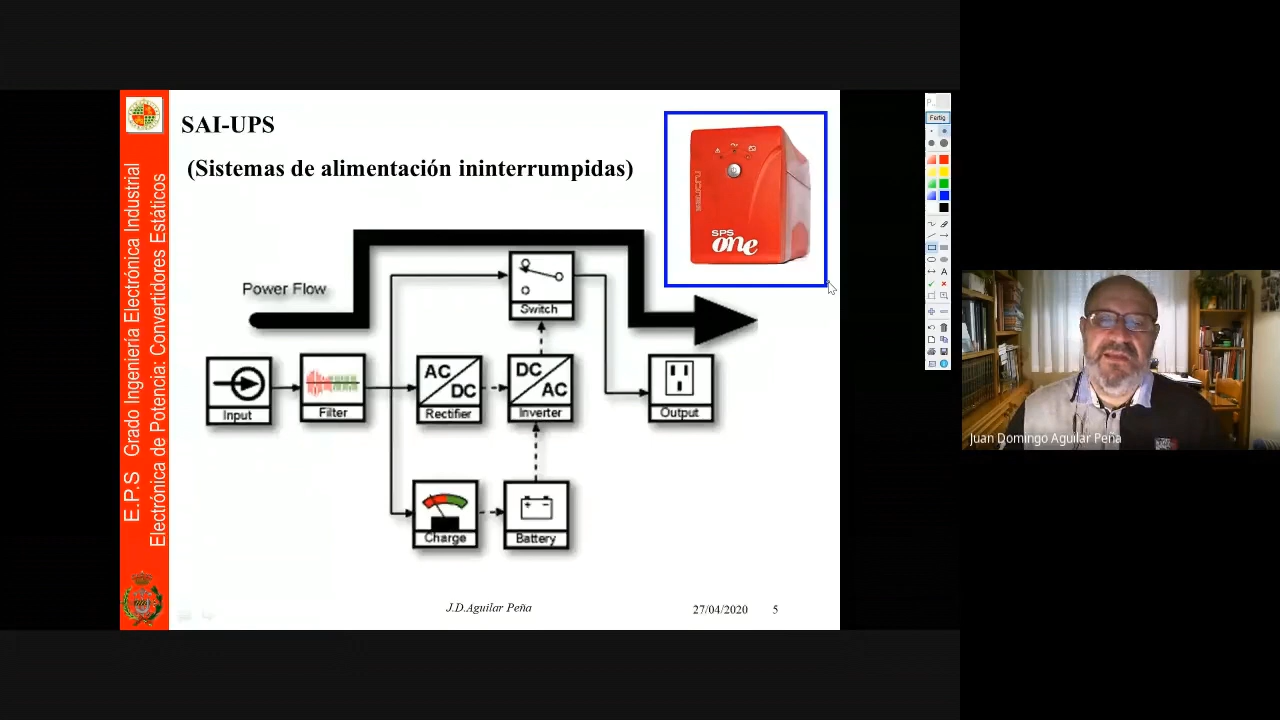 SAI-UPS
(Sistemas de alimentación ininterrumpidas)
E.P.S Grado Ingeniería Electrónica Industrial
Electrónica de Potencia: Convertidores Estáticos
SPS
one
Power Flow
Switch
Input
Filter
AC
DC
Rectifier
DC
AC
Inverter
Output
Charge
Battery
J.D.Aguilar Peña
27/04/2020
5
Fertig
A
Juan Domingo Aguilar Peña